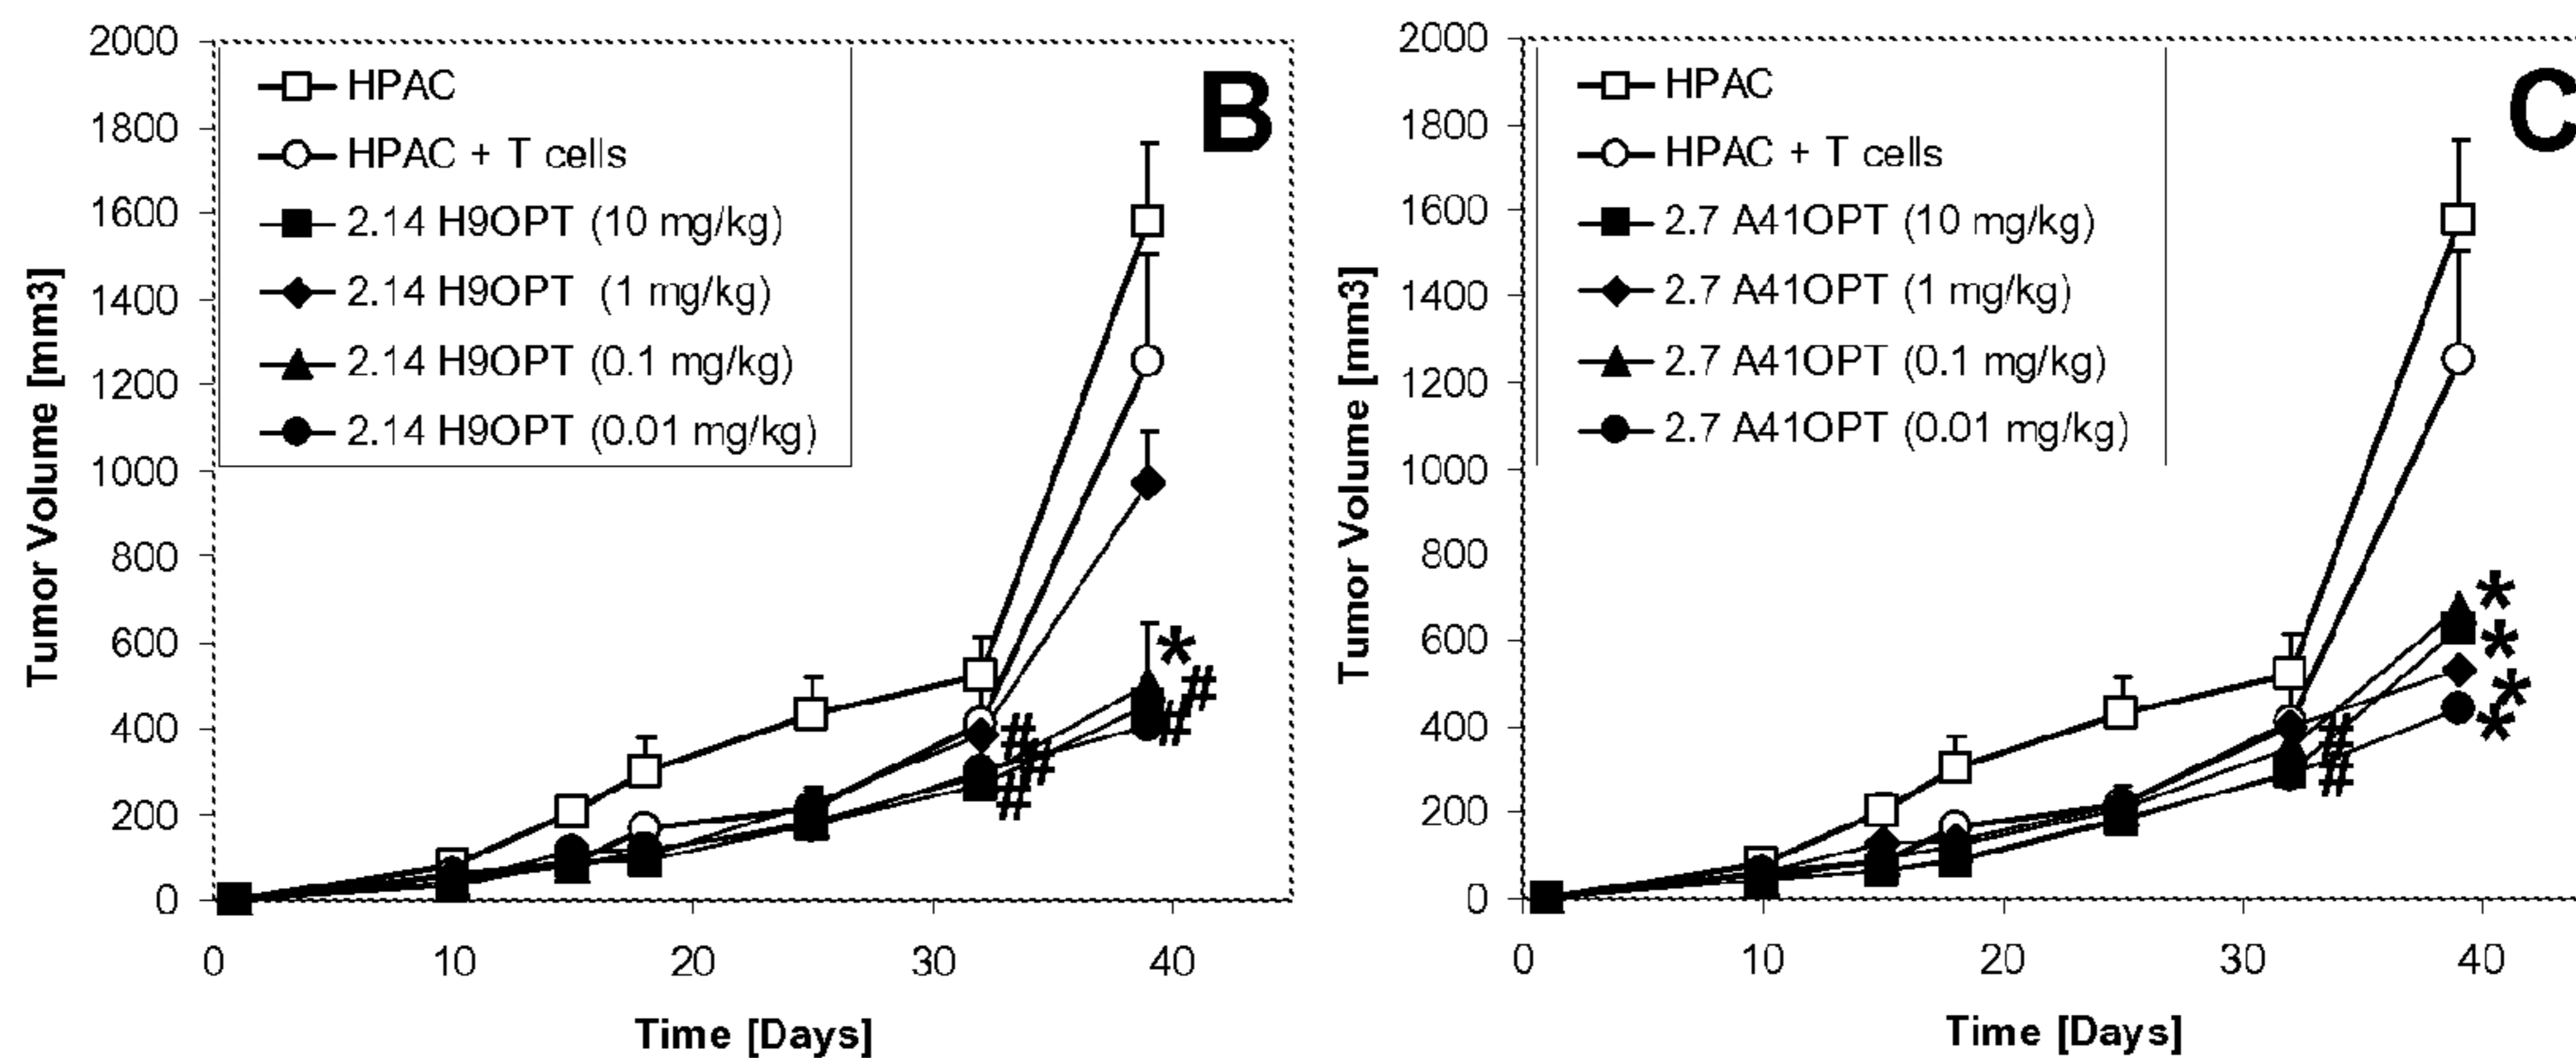 B
Tumor Volume [mm3]
2000
1800
1600
1400
1200
1000
800
600
400
200
0
HPAC
HPAC + T cells
2.14 H9OPT (10 mg/kg)
2.14 H9OPT (1 mg/kg)
2.14 H9OPT (0.1 mg/kg)
2.14 H9OPT (0.01 mg/kg)
*
#
#
#
#
#
0 10 20 30 40
Time [Days]
C
Tumor Volume [mm3]
2000
1800
1600
1400
1200
1000
800
600
400
200
0
HPAC
HPAC + T cells
2.7 A41OPT (10 mg/kg)
2.7 A41OPT (1 mg/kg)
2.7 A41OPT (0.1 mg/kg)
2.7 A41OPT (0.01 mg/kg)
*
*
*
*
#
#
0 10 20 30 40
Time [Days]